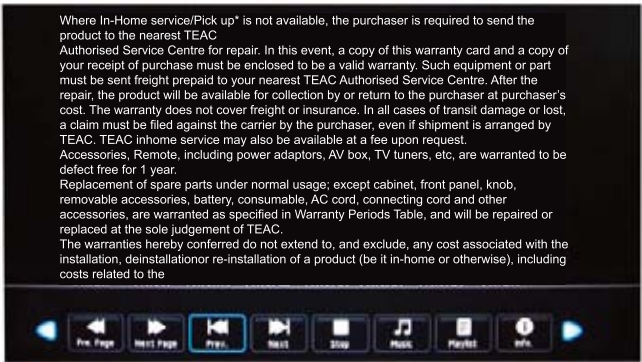 Where In-Home service/Pick up* is not available, the purchaser is required to send the
product to the nearest TEAC
Authorised Service Centre for repair. In this event, a copy of this warranty card and a copy of
your receipt of purchase must be enclosed to be a valid warranty. Such equipment or part
must be sent freight prepaid to your nearest TEAC Authorised Service Centre. After the
repair, the product will be available for collection by or return to the purchaser at purchaser's
cost. The warranty does not cover freight or insurance. In all cases of transit damage or lost,
a claim must be filed against the carrier by the purchaser, even if shipment is arranged by
TEAC. TEAC inhome service may also be available at a fee upon request.
Accessories, Remote, including power adaptors, AV box, TV tuners, etc, are warranted to be
defect free for 1 year.
Replacement of spare parts under normal usage; except cabinet, front panel, knob,
removable accessories, battery, consumable, AC cord, connecting cord and other
accessories, are warranted as specified in Warranty Periods Table, and will be repaired or
replaced at the sole judgement of TEAC.
The warranties hereby conferred do not extend to, and exclude, any cost associated with the
installation, deinstallationor re-installation of a product (be it in-home or otherwise), including
costs related to the
Pre. Page Next Page Prev. Next Stop Music Playlist Info.